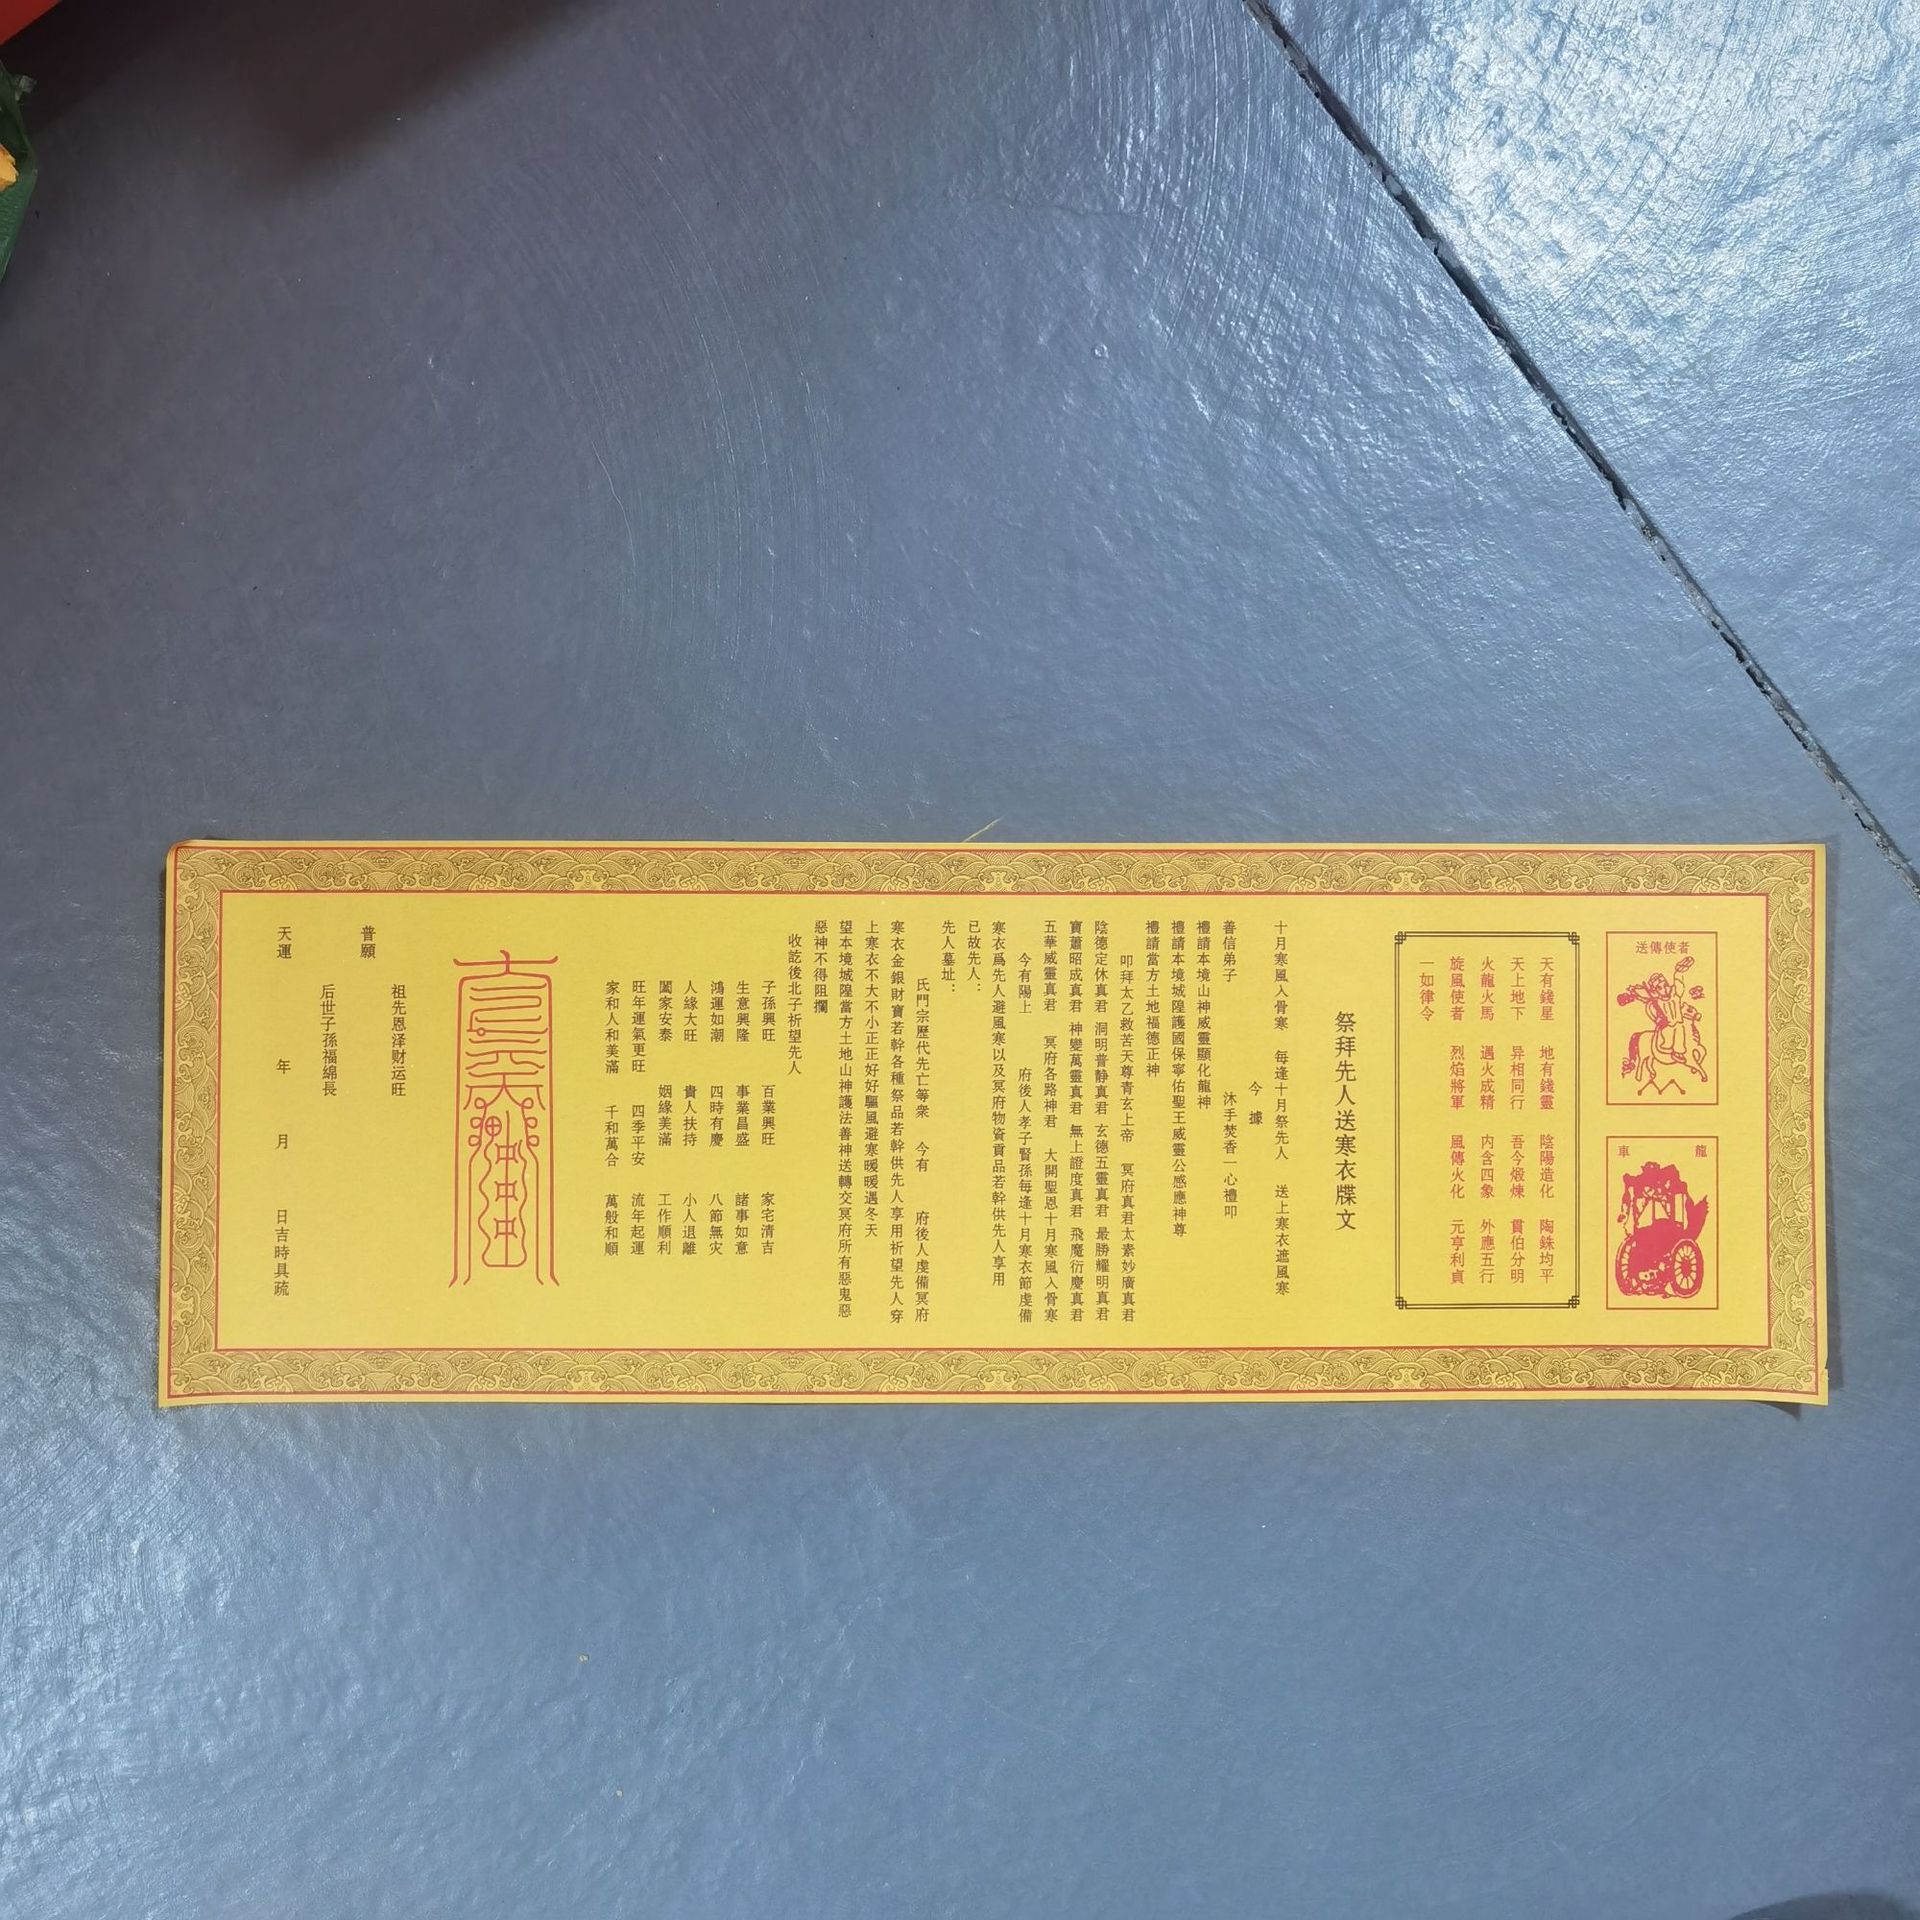 送傳使者
龍車
天有錢星 地有錢靈 陰陽造化 陶銖均平
天上地下 异相同行 吾今煅煉 貫伯分明
火龍火馬 遇火成精 内含四象 外應五行
旋風使者 烈焰將軍 風傳火化 元亨利貞
一如律令
祭拜先人送寒衣牒文
十月寒風入骨寒 每逢十月祭先人 送上寒衣遮風寒
今據
善信弟子 沐手焚香一心禮叩
禮請本境山神威靈顯化龍神
禮請本境城隍護國保寧佑聖王威靈公感應神尊
禮請當方土地福德正神
叩拜太乙救苦天尊青玄上帝 冥府真君太素妙廣真君
陰德定休真君 洞明普静真君 玄德五靈真君 最勝耀明真君
寶蕭昭成真君 神變萬靈真君 無上證度真君 飛魔衍慶真君
五華威靈真君 冥府各路神君 大開聖恩十月寒風入骨寒
今有陽上 府後人孝子賢孫每逢十月寒衣節虔備
寒衣爲先人避風寒以及冥府物資貢品若幹供先人享用
已故先人：
先人墓址：
氏門宗歷代先亡等衆 今有 府後人虔備冥府
寒衣金銀財寶若幹各種祭品若幹供先人享用祈望先人穿
上寒衣不大不小正正好好驅風避寒暖暖遇冬天
望本境城隍當方土地山神護法善神送轉交冥府所有惡鬼惡
惡神不得阻攔
收訖後北子祈望先人
子孫興旺 百業興旺 家宅清吉
生意興隆 事業昌盛 諸事如意
鴻運如潮 四時有慶 八節無灾
人緣大旺 貴人扶持 小人退離
闔家安泰 姻緣美滿 工作順利
旺年運氣更旺 四季平安 流年起運
家和人和美滿 千和萬合 萬般和順
祖先恩泽财运旺
普願
后世子孫福綿長
天運 年 月 日吉時具疏